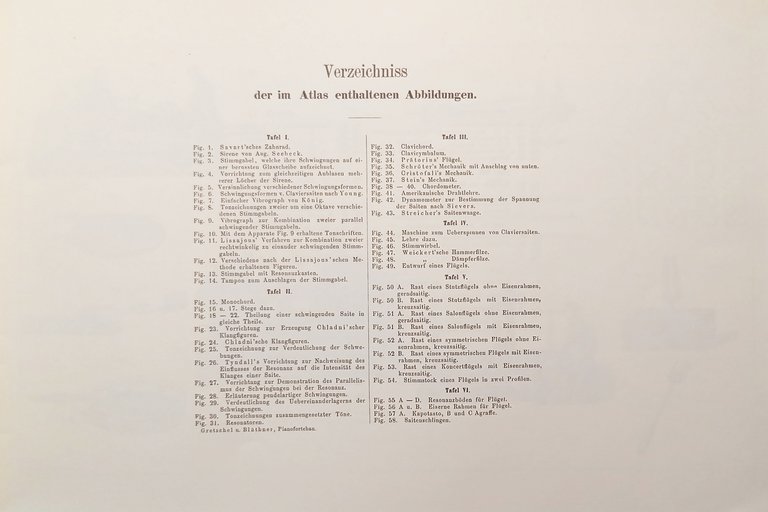 Verzeichniss
der im Atlas enthaltenen Abbildungen.
Tafel I.
Fig. 1. Savart'sches Zahnrad.
Fig. 2. Sirene von Aug. Seebeck.
Fig. 3. Stimmgabel, welche ihre Schwingungen auf ei-
ner berussten Glasscheibe aufzeichnet.
Fig. 4. Vorrichtung zum gleichzeitigen Anblasen meh-
rerer Löcher der Sirene.
Fig. 5. Versinnlichung verschiedener Schwingungsformen.
Fig. 6. Schwingungsformen v. Claviersaiten nach Young.
Fig. 7. Einfacher Vibrograph von König.
Fig. 8. Tonzeichnungen zweier um eine Oktave verschie-
denen Stimmgabeln.
Fig. 9. Vibrograph zur Kombination zweier parallel
schwingender Stimmgabeln.
Fig. 10. Mit dem Apparate Fig. 9 erhaltene Tonschriften.
Fig. 11. Lissajous' Verfahren zur Kombination zweier
rechtwinkelig zu einander schwingenden Stimm-
gabeln.
Fig. 12. Verschiedene nach der Lissajous'schen Me-
thode erhaltenen Figuren.
Fig. 13. Stimmgabel mit Resonanzkasten.
Fig. 14. Tampon zum Anschlagen der Stimmgabel.
Tafel II.
Fig. 15. Monochord.
Fig. 16 u. 17. Stege dazu.
Fig. 18 — 22. Theilung einer schwingenden Saite in
gleiche Theile.
Fig. 23. Vorrichtung zur Erzeugung Chladni'scher
Klangfiguren.
Fig. 24. Chladni'sche Klangfiguren.
Fig. 25. Tonzeichnung zur Verdeutlichung der Schwe-
bungen.
Fig. 26. Tyndall's Vorrichtung zur Nachweisung des
Einflusses der Resonanz auf die Intensität des
Klanges einer Saite.
Fig. 27. Vorrichtung zur Demonstration des Parallelis-
mus der Schwingungen bei der Resonanz.
Fig. 28. Erläuterung pendelartiger Schwingungen.
Fig. 29. Verdeutlichung des Uebereinanderlagerns der
Schwingungen.
Fig. 30. Tonzeichnungen zusammengesetzter Töne.
Fig. 31. Resonatoren.
Gretschel u. Blüthner, Pianofortebau.
Tafel III.
Fig. 32. Clavichord.
Fig. 33. Clavicymbalum.
Fig. 34. Prätorius' Flügel.
Fig. 35. Schröter's Mechanik mit Anschlag von unten.
Fig. 36. Cristofali's Mechanik.
Fig. 37. Stein's Mechanik.
Fig. 38 — 40. Chordometer.
Fig. 41. Amerikanische Drahtlehre.
Fig. 42. Dynamometer zur Bestimmung der Spannung
der Saiten nach Sievers.
Fig. 43. Streicher's Saitenwaage.
Tafel IV.
Fig. 44. Maschine zum Ueberspinnen von Claviersaiten.
Fig. 45. Lehre dazu.
Fig. 46. Stimmwirbel.
Fig. 47. Weickert'sche Hammerfilze.
Fig. 48. „ Dämpferfilze.
Fig. 49. Entwurf eines Flügels.
Tafel V.
Fig. 50 A. Rast eines Stutzflügels ohne Eisenrahmen,
geradsaitig.
Fig. 50 B. Rast eines Stutzflügels mit Eisenrahmen,
kreuzsaitig.
Fig. 51 A. Rast eines Salonflügels ohne Eisenrahmen,
geradsaitig.
Fig. 51 B. Rast eines Salonflügels mit Eisenrahmen,
kreuzsaitig.
Fig. 52 A. Rast eines symmetrischen Flügels ohne Ei-
senrahmen, kreuzsaitig.
Fig. 52 B. Rast eines symmetrischen Flügels mit Eisen-
rahmen, kreuzsaitig.
Fig. 53. Rast eines Koncertflügels mit Eisenrahmen,
kreuzsaitig.
Fig. 54. Stimmstock eines Flügels in zwei Profilen.
Tafel VI.
Fig. 55 A — D. Resonanzböden für Flügel.
Fig. 56 A u. B. Eiserne Rahmen für Flügel.
Fig. 57 A. Kapotasto, B und C Agraffe.
Fig. 58. Saitenschlingen.